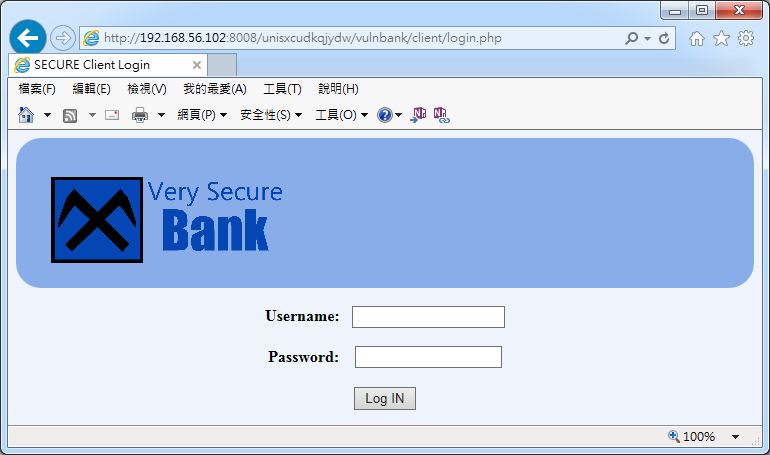 http://192.168.56.102:8008/unisxcudkqjydw/vulnbank/client/login.php
SECURE Client Login
檔案(F) 編輯(E) 檢視(V) 我的最愛(A) 工具(T) 說明(H)
網頁(P) 安全性(S) 工具(O)
Very Secure
Bank
Username:
Password:
Log IN
100%